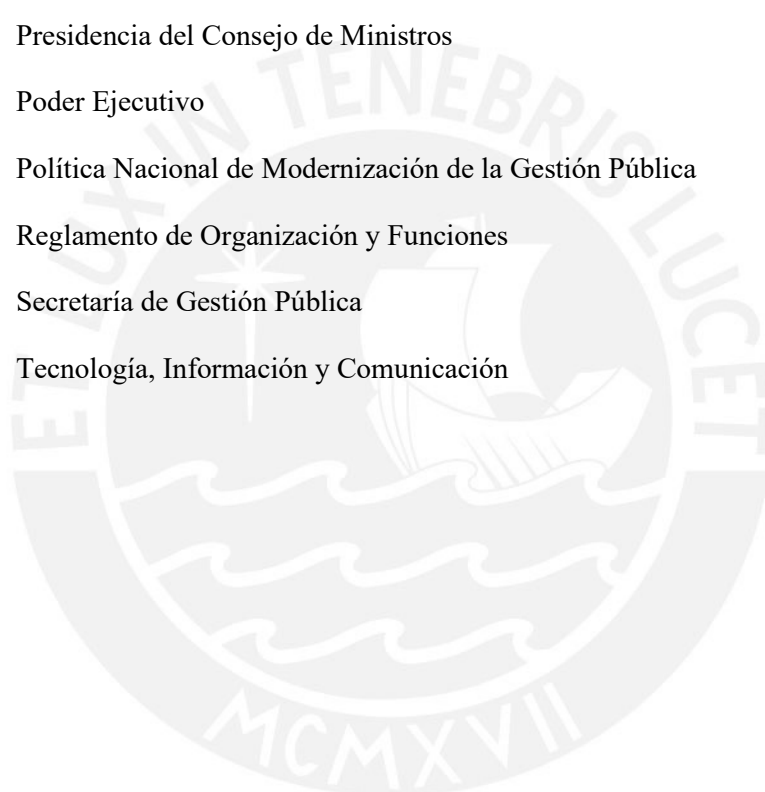 Presidencia del Consejo de Ministros
Poder Ejecutivo
Política Nacional de Modernización de la Gestión Pública
Reglamento de Organización y Funciones
Secretaría de Gestión Pública
Tecnología, Información y Comunicación
ET LUX IN TENEBRIS LUCET
MCMXVII